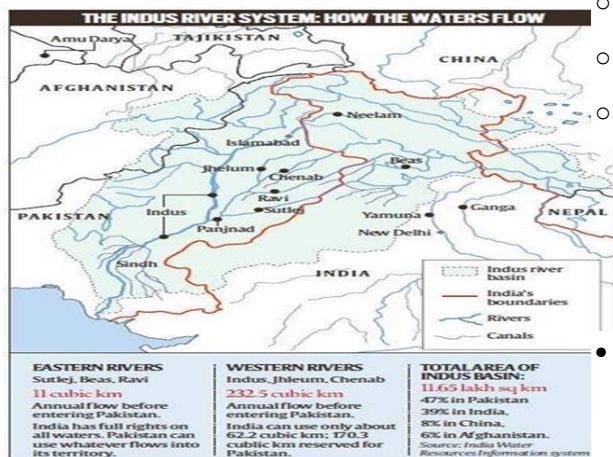 THE INDUS RIVER SYSTEM: HOW THE WATERS FLOW
Amu Darya
TAJIKISTAN
CHINA
AFGHANISTAN
Neelam
Islamabad
Jhelum
Chenab
Beas
Ravi
Indus
Sutlej
PAKISTAN
Panjnad
Yamuna
Ganga
NEPAL
New Delhi
Sindh
INDIA
Indus river
basin
India's
boundaries
Rivers
Canals
EASTERN RIVERS
Sutlej, Beas, Ravi
11 cubic km
Annual flow before
entering Pakistan.
India has full rights on
all waters. Pakistan can
use whatever flows into
its territory.
WESTERN RIVERS
Indus, Jhleum, Chenab
232.5 cubic km
Annual flow before
entering Pakistan.
India can use only about
62.2 cubic km; 170.3
cublic km reserved for
Pakistan.
TOTAL AREA OF
INDUS BASIN:
11.65 lakh sq km
47% in Pakistan
39% in India,
8% in China,
6% in Afghanistan.
Source: India Water
Resources Information system